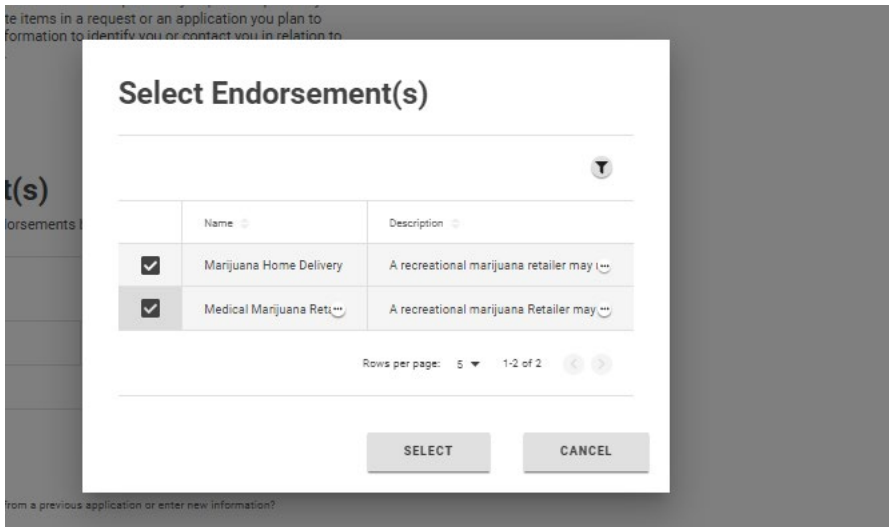 te items in a request or an application you plan to
formation to identify you or contact you in relation to
Select Endorsement(s)
t(s)
lorsements
Name
Description
Marijuana Home Delivery
A recreational marijuana retailer may
Medical Marijuana Reta...
A recreational marijuana Retailer may ...
Rows per page: 5 1-2 of 2
SELECT
CANCEL
from a previous application or enter new information?